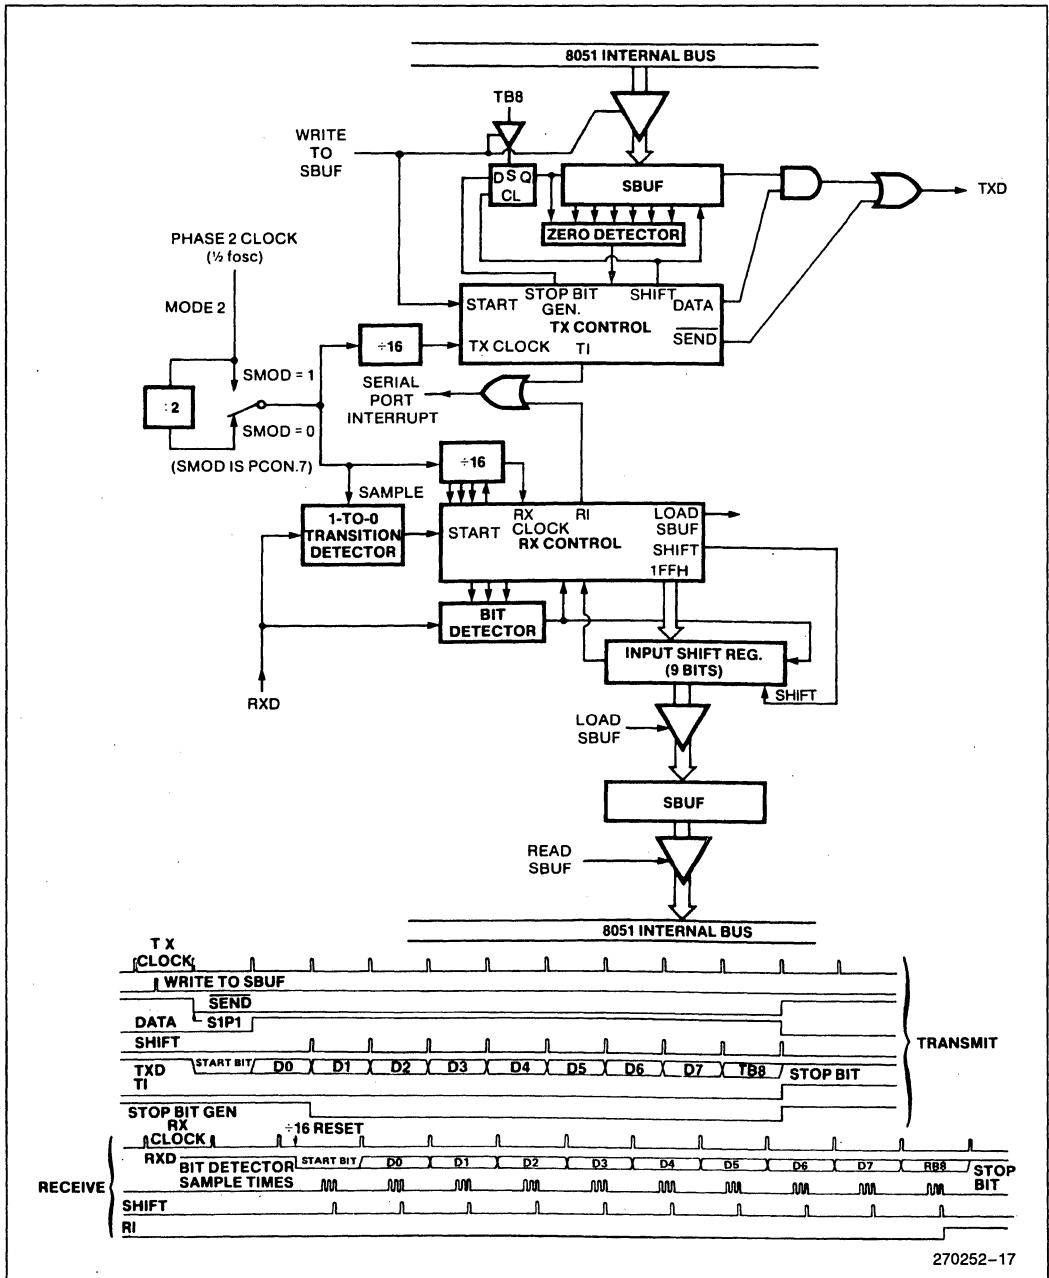 8051 INTERNAL BUS
TB8
WRITE
TO
SBUF
D S Q
CL
SBUF
TXD
ZERO DETECTOR
PHASE 2 CLOCK
(½ fosc)
MODE 2
START
STOP BIT
GEN.
SHIFT
DATA
TX CONTROL
SEND
TX CLOCK
TI
÷16
SMOD = 1
SERIAL
PORT
INTERRUPT
:2
SMOD = 0
(SMOD IS PCON.7)
÷16
SAMPLE
1-TO-0
TRANSITION
DETECTOR
START
RX
CLOCK
RI
RX CONTROL
LOAD
SBUF
SHIFT
1FFH
BIT
DETECTOR
INPUT SHIFT REG.
(9 BITS)
SHIFT
RXD
LOAD
SBUF
SBUF
READ
SBUF
8051 INTERNAL BUS
TX
CLOCK
WRITE TO SBUF
SEND
DATA
S1P1
SHIFT
TRANSMIT
TXD
START BIT D0 D1 D2 D3 D4 D5 D6 D7 TB8 STOP BIT
TI
STOP BIT GEN
RX
CLOCK
÷16 RESET
RXD
START BIT D0 D1 D2 D3 D4 D5 D6 D7 RB8 STOP
BIT
BIT DETECTOR
SAMPLE TIMES
RECEIVE
SHIFT
RI
270252-17